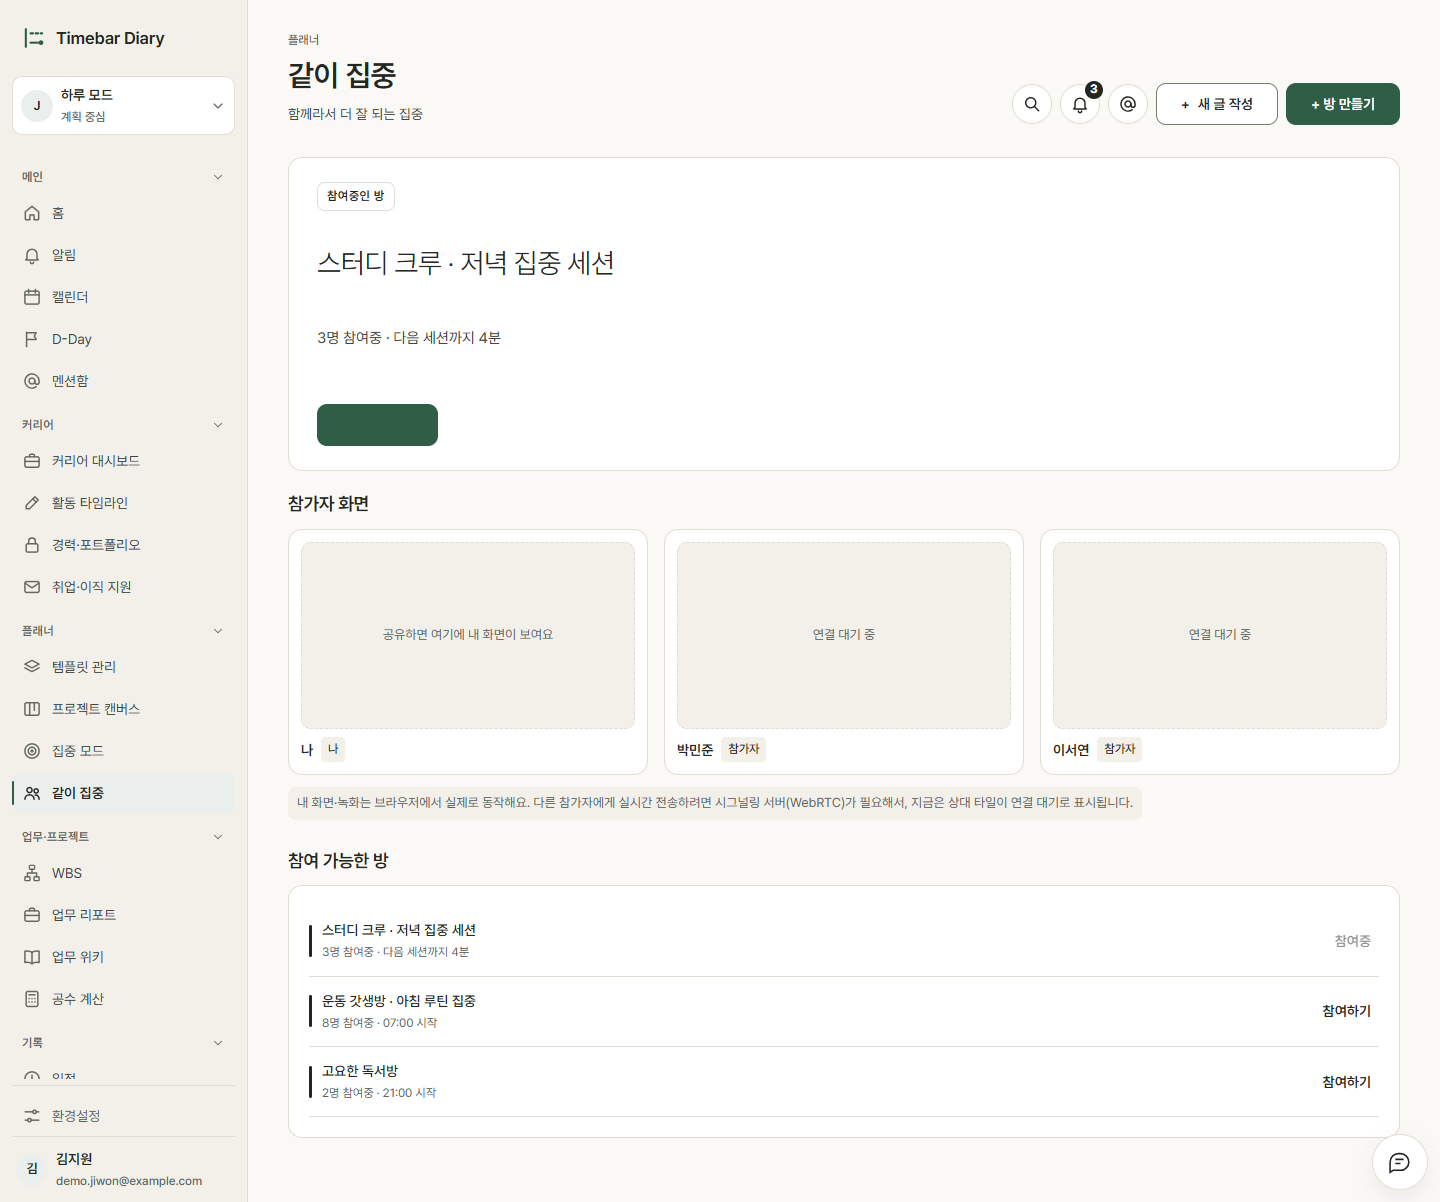 Timebar Diary
J
하루 모드
계획 중심
메인
홈
알림
캘린더
D-Day
멘션함
커리어
커리어 대시보드
활동 타임라인
경력·포트폴리오
취업·이직 지원
플래너
템플릿 관리
프로젝트 캔버스
집중 모드
같이 집중
업무·프로젝트
WBS
업무 리포트
업무 위키
공수 계산
기록
환경설정
김
김지원
demo.jiwon@example.com
플래너
같이 집중
함께라서 더 잘 되는 집중
3
+ 새 글 작성
+ 방 만들기
참여중인 방
스터디 크루 · 저녁 집중 세션
3명 참여중 · 다음 세션까지 4분
참가자 화면
공유하면 여기에 내 화면이 보여요
연결 대기 중
연결 대기 중
나 나
박민준 참가자
이서연 참가자
내 화면·녹화는 브라우저에서 실제로 동작해요. 다른 참가자에게 실시간 전송하려면 시그널링 서버(WebRTC)가 필요해서, 지금은 상대 타일이 연결 대기로 표시됩니다.
참여 가능한 방
스터디 크루 · 저녁 집중 세션
3명 참여중 · 다음 세션까지 4분
참여중
운동 갓생방 · 아침 루틴 집중
8명 참여중 · 07:00 시작
참여하기
고요한 독서방
2명 참여중 · 21:00 시작
참여하기